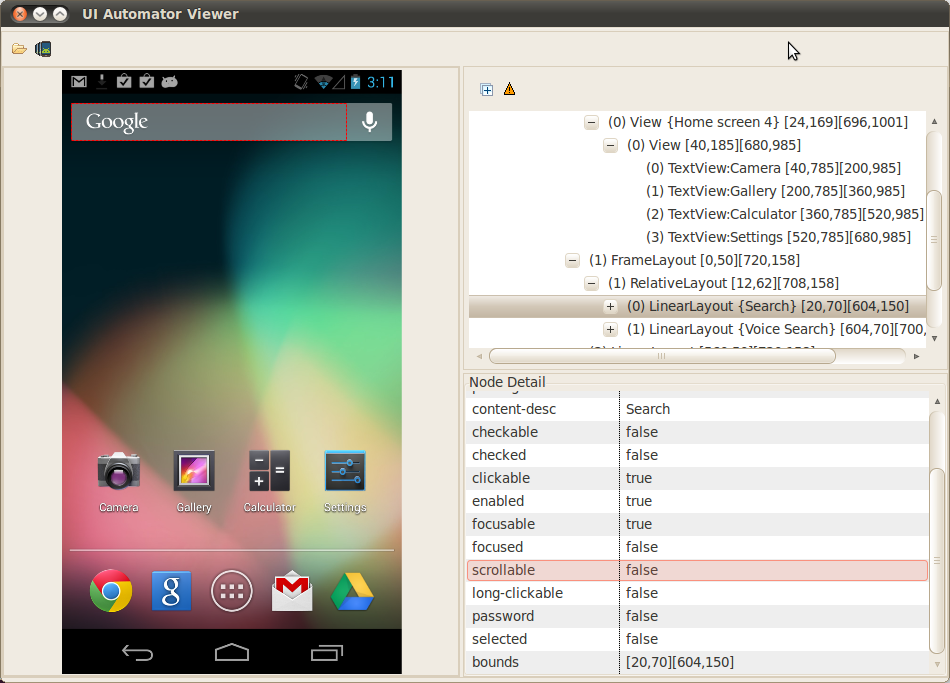 UI Automator Viewer
3:11
Google
Camera
Gallery
Calculator
Settings
g
(0) View {Home screen 4} [24,169][696,1001]
(0) View [40,185][680,985]
(0) TextView:Camera [40,785][200,985]
(1) TextView:Gallery [200,785][360,985]
(2) TextView:Calculator [360,785][520,985]
(3) TextView:Settings [520,785][680,985]
(1) FrameLayout [0,50][720,158]
(1) RelativeLayout [12,62][708,158]
(0) LinearLayout {Search} [20,70][604,150]
(1) LinearLayout {Voice Search} [604,70][700,
Node Detail
content-desc Search
checkable false
checked false
clickable true
enabled true
focusable true
focused false
scrollable false
long-clickable false
password false
selected false
bounds [20,70][604,150]